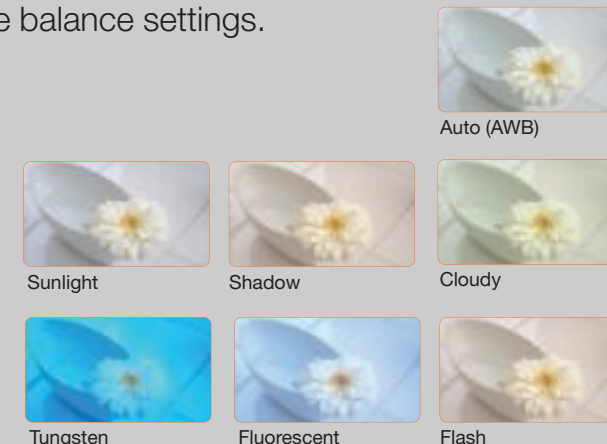 e balance settings.
Auto (AWB)
Sunlight
Shadow
Cloudy
Tungsten
Fluorescent
Flash